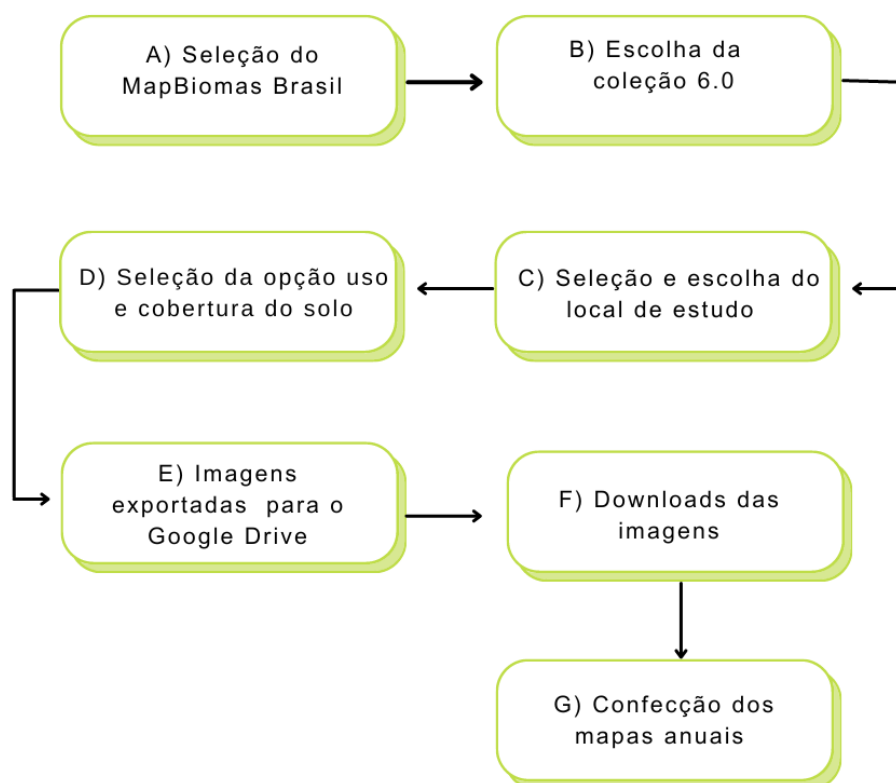 A) Seleção do
MapBiomas Brasil
B) Escolha da
coleção 6.0
C) Seleção e escolha do
local de estudo
D) Seleção da opção uso
e cobertura do solo
E) Imagens
exportadas para o
Google Drive
F) Downloads das
imagens
G) Confecção dos
mapas anuais